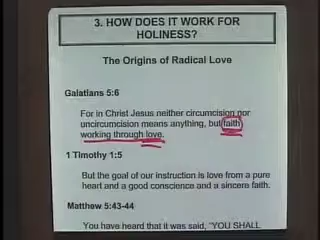 3. HOW DOES IT WORK FOR
HOLINESS?
The Origins of Radical Love
Galatians 5:6
For in Christ Jesus neither circumcision nor
uncircumcision means anything, but faith
working through love.
1 Timothy 1:5
But the goal of our instruction is love from a pure
heart and a good conscience and a sincere faith.
Matthew 5:43-44
You have heard that it was said, "YOU SHALL